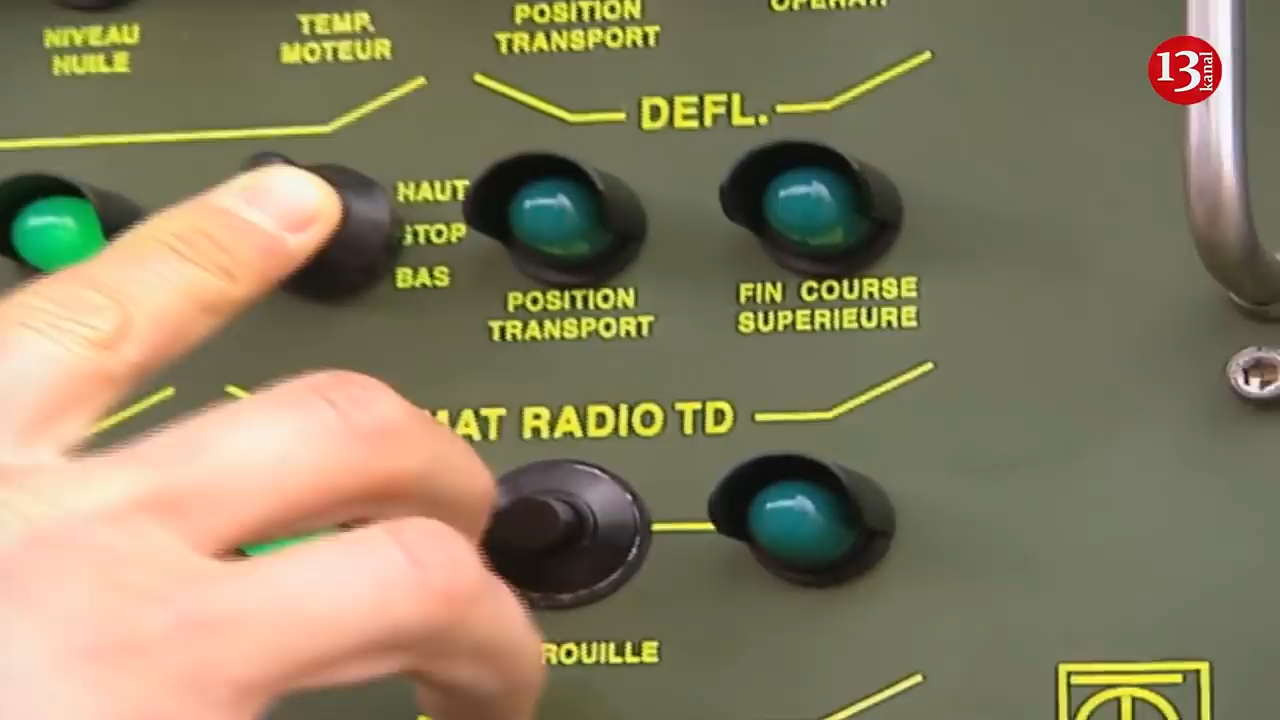 NIVEAU
HUILE
TEMP.
MOTEUR
POSITION
TRANSPORT
13
kanal
DEFL.
HAUT
STOP
BAS
POSITION
TRANSPORT
FIN COURSE
SUPERIEURE
MAT RADIO TD
ROUILLE